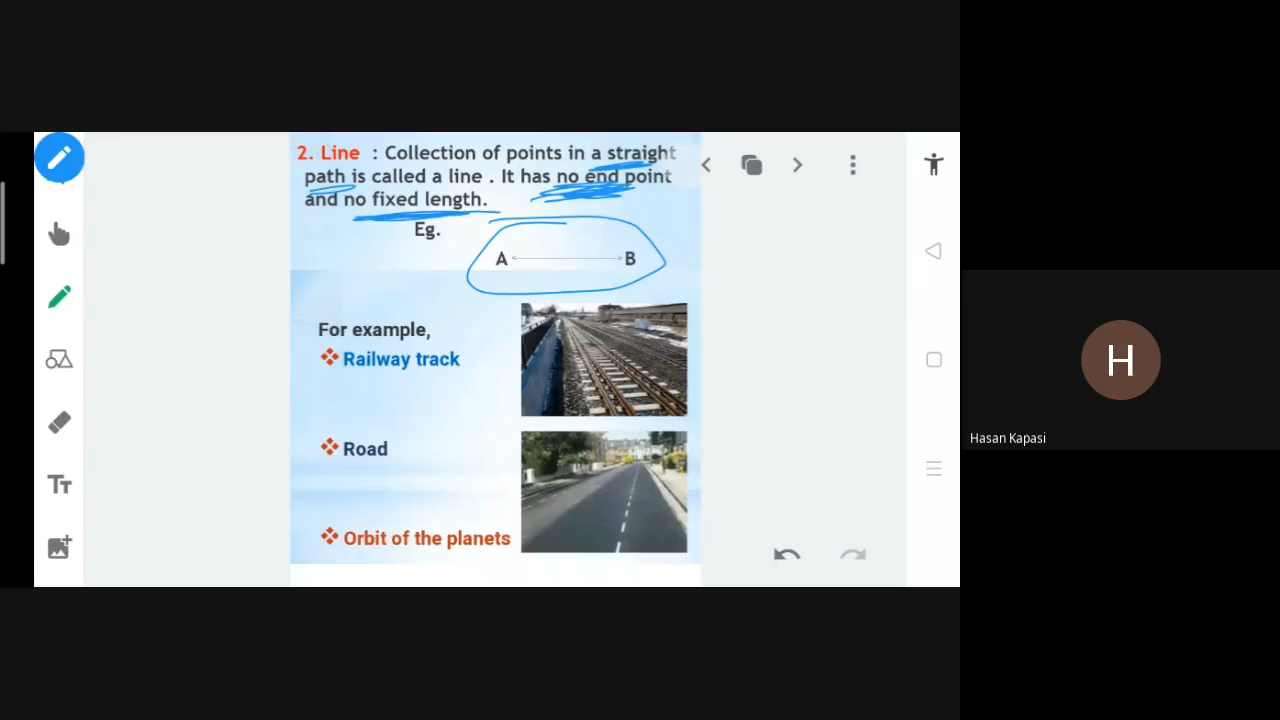 2. Line : Collection of points in a straight
path is called a line . It has no end point
and no fixed length.
Eg.
A B
For example,
❖ Railway track
❖ Road
❖ Orbit of the planets
Tт
H
Hasan Kapasi